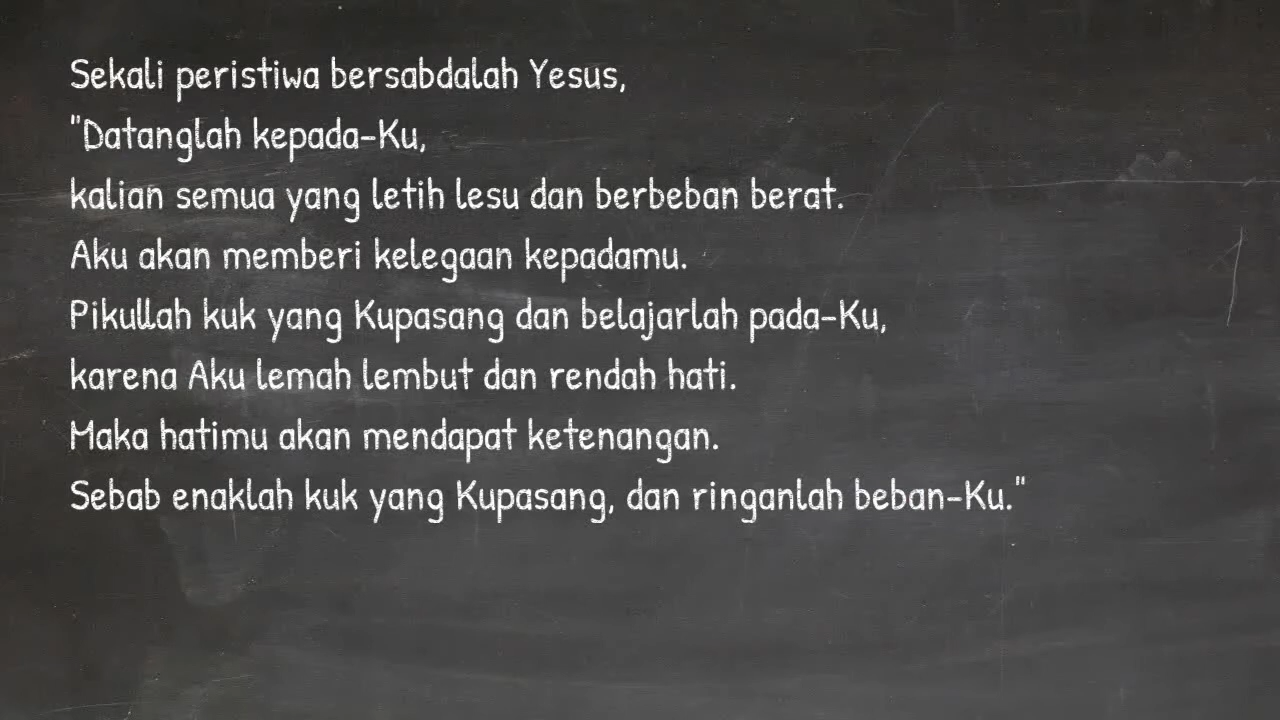 Sekali peristiwa bersabdalah Yesus,
"Datanglah kepada-Ku,
kalian semua yang letih lesu dan berbeban berat.
Aku akan memberi kelegaan kepadamu.
Pikullah kuk yang Kupasang dan belajarlah pada-Ku,
karena Aku lemah lembut dan rendah hati.
Maka hatimu akan mendapat ketenangan.
Sebab enaklah kuk yang Kupasang, dan ringanlah beban-Ku."